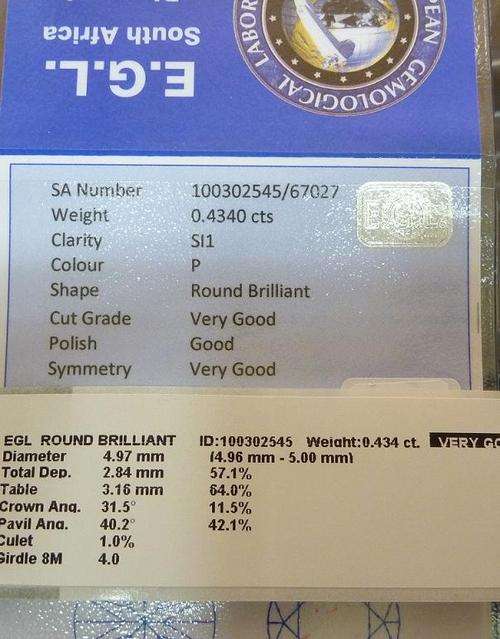 South Africa
E.G.L.
EAN GEMOLOGICAL LABOR
SA Number 100302545/67027
Weight 0.4340 cts
Clarity SI1
Colour P
Shape Round Brilliant
Cut Grade Very Good
Polish Good
Symmetry Very Good
EGL ROUND BRILLIANT ID:100302545 Weight:0.434 ct. VERY GO
Diameter 4.97 mm (4.96 mm - 5.00 mm)
Total Dep. 2.84 mm 57.1%
Table 3.16 mm 64.0%
Crown Ang. 31.5° 11.5%
Pavil Ang. 40.2° 42.1%
Culet 1.0%
Girdle 8M 4.0